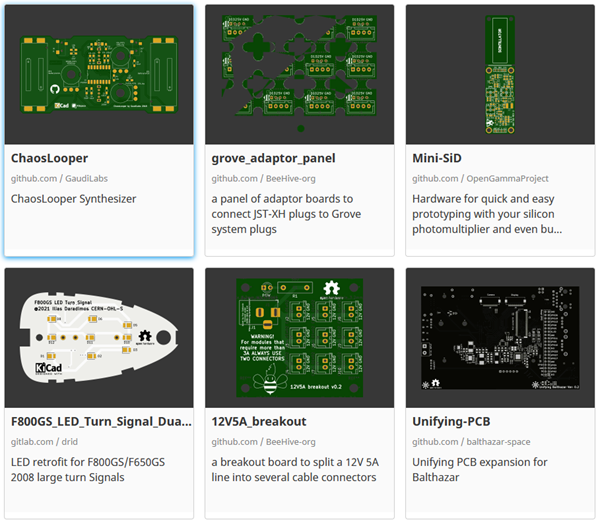 ChaosLooper
github.com / GaudiLabs
ChaosLooper Synthesizer
grove_adaptor_panel
github.com / BeeHive-org
a panel of adaptor boards to
connect JST-XH plugs to Grove
system plugs
Mini-SiD
github.com / OpenGammaProject
Hardware for quick and easy
prototyping with your silicon
photomultiplier and even bu...
F800GS LED Turn Signal
©2021 Ilias Daradimos CERN-OHL-S
KiCad
F800GS_LED_Turn_Signal_Dua...
gitlab.com / drid
LED retrofit for F800GS/F650GS
2008 large turn Signals
WARNING!
For modules that
require more than
3A ALWAYS USE
TWO CONNECTORS
12V5A breakout v0.2
12V5A_breakout
github.com / BeeHive-org
a breakout board to split a 12V 5A
line into several cable connectors
Unifying-PCB
github.com / balthazar-space
Unifying PCB expansion for
Balthazar